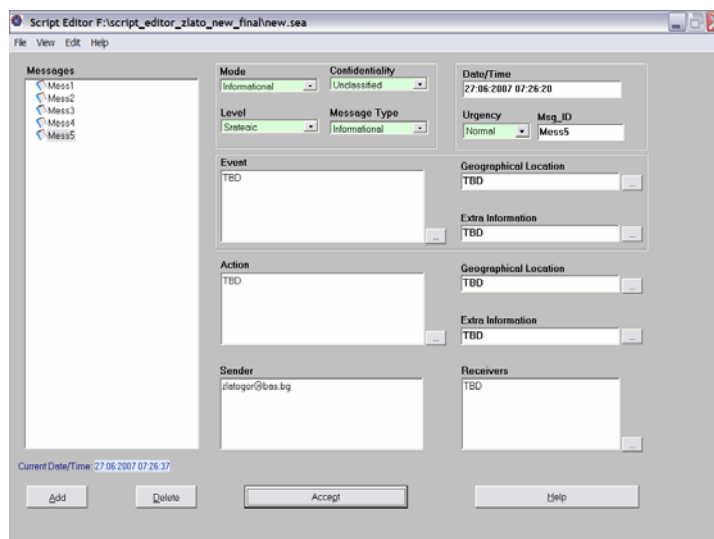 Script Editor F:\script_editor_zlato_new_final\new.sea
File View Edit Help
Messages
Mess1
Mess2
Mess3
Mess4
Mess5
Mode
Informational
Confidentiality
Unclassified
Level
Srateaic
Message Type
Informational
Date/Time
27:06:2007 07:26:20
Urgency
Normal
Msg_ID
Mess5
Event
TBD
...
Geographical Location
TBD
...
Extra Information
TBD
...
Action
TBD
...
Geographical Location
TBD
...
Extra Information
TBD
...
Sender
zlatogor@bas.bg
Receivers
TBD
...
Current Date/Time: 27.06.2007 07:26:37
Add
Delete
Accept
Help